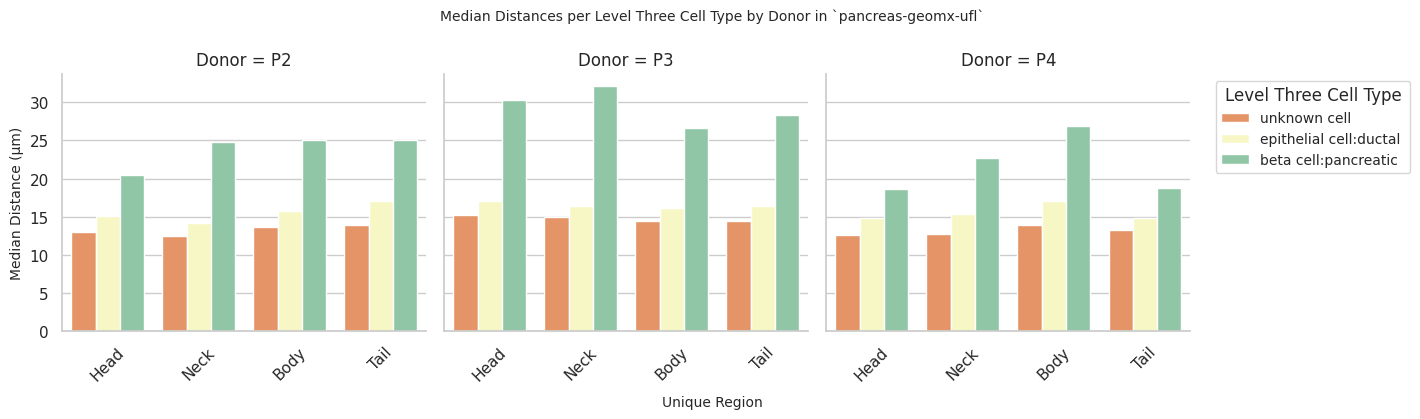 Median Distances per Level Three Cell Type by Donor in `pancreas-geomx-ufl`
Donor = P2
Donor = P3
Donor = P4
Level Three Cell Type
unknown cell
epithelial cell:ductal
beta cell:pancreatic
Median Distance (μm)
30
25
20
15
10
5
0
Head
Neck
Body
Tail
Head
Neck
Body
Tail
Head
Neck
Body
Tail
Unique Region